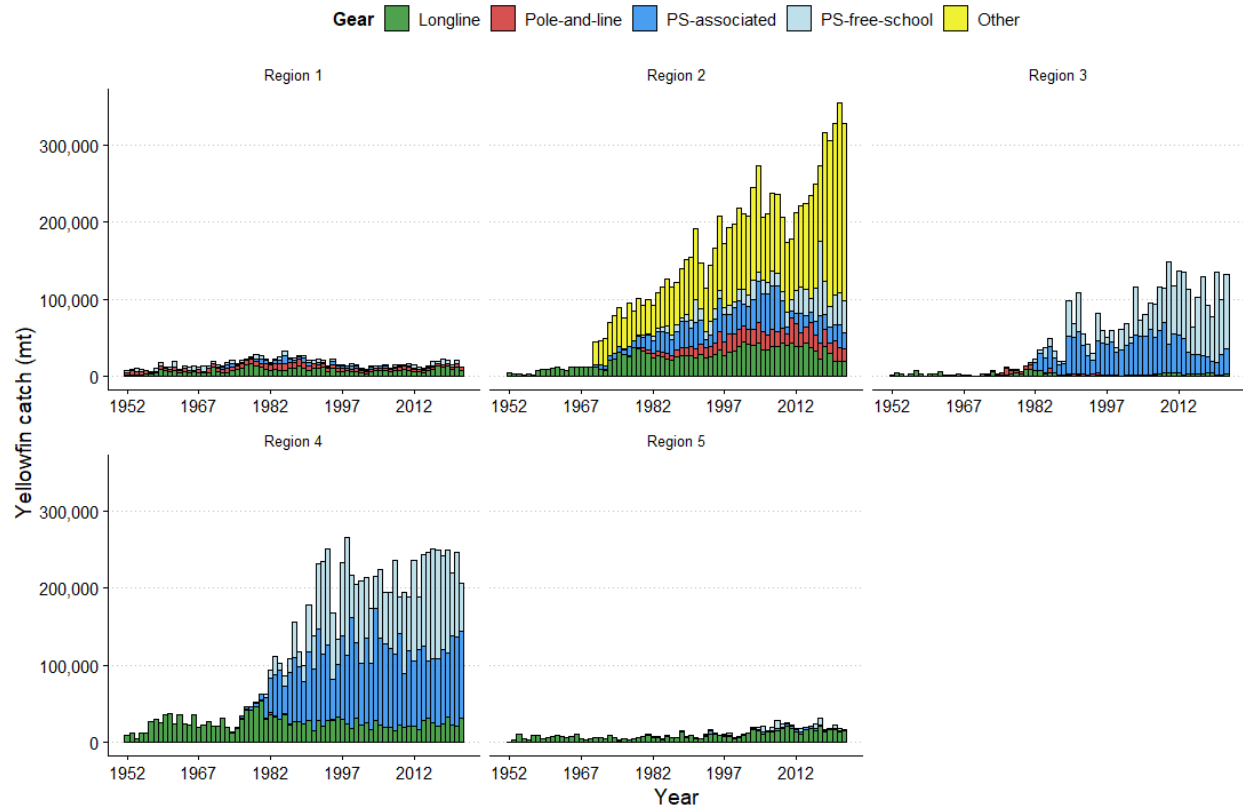 Gear Longline Pole-and-line PS-associated PS-free-school Other
Region 1 Region 2 Region 3
300,000
200,000
100,000
0
1952 1967 1982 1997 2012 1952 1967 1982 1997 2012 1952 1967 1982 1997 2012
Region 4 Region 5
300,000
200,000
100,000
0
1952 1967 1982 1997 2012 1952 1967 1982 1997 2012
Yellowfin catch (mt)
Year